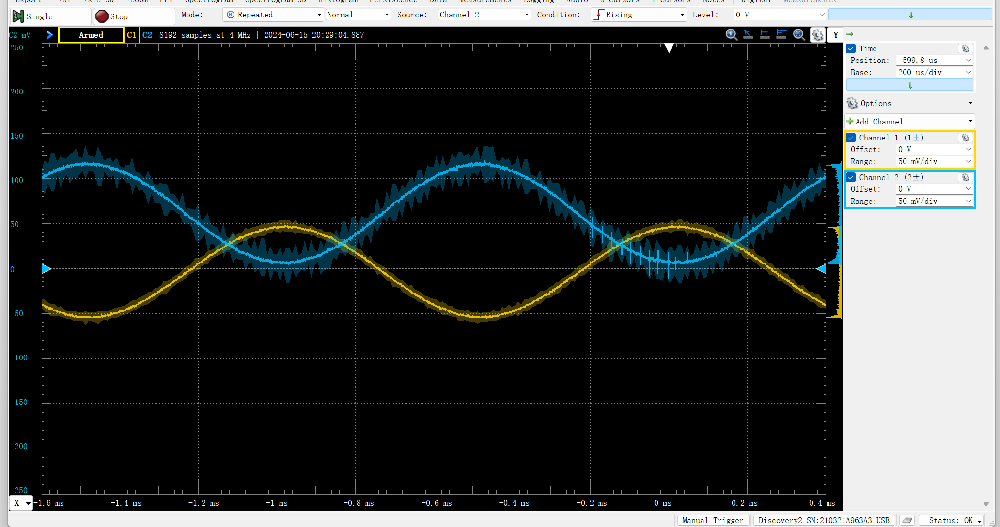 Export +XY +XYZ 3D +Zoom FFT Spectrogram Spectrogram 3D Histogram Persistence Data Measurements Logging Audio X Cursors Y Cursors Notes Digital Measurements
Single Stop Mode: Repeated Normal Source: Channel 2 Condition: Rising Level: 0 V
C2 mV Armed C1 C2 8192 samples at 4 MHz | 2024-06-15 20:29:04.887 Y
250
200
150
100
50
0
-50
-100
-150
-200
-250
X -1.6 ms -1.4 ms -1.2 ms -1 ms -0.8 ms -0.6 ms -0.4 ms -0.2 ms 0 ms 0.2 ms 0.4 ms
Time
Position: -599.8 us
Base: 200 us/div
Options
Add Channel
Channel 1 (1±)
Offset: 0 V
Range: 50 mV/div
Channel 2 (2±)
Offset: 0 V
Range: 50 mV/div
Manual Trigger Discovery2 SN:210321A963A3 USB Status: OK